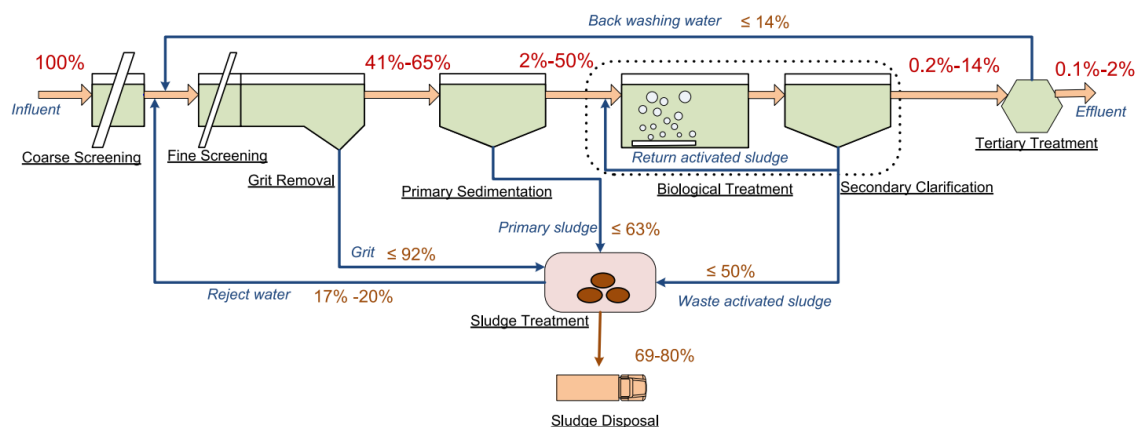 Back washing water ≤ 14%
100% 41%-65% 2%-50% 0.2%-14% 0.1%-2%
Influent
Effluent
Coarse Screening
Fine Screening
Grit Removal
Primary Sedimentation
Return activated sludge
Biological Treatment
Secondary Clarification
Tertiary Treatment
Primary sludge ≤ 63%
Grit ≤ 92%
≤ 50%
Reject water 17% -20%
Waste activated sludge
Sludge Treatment
69-80%
Sludge Disposal